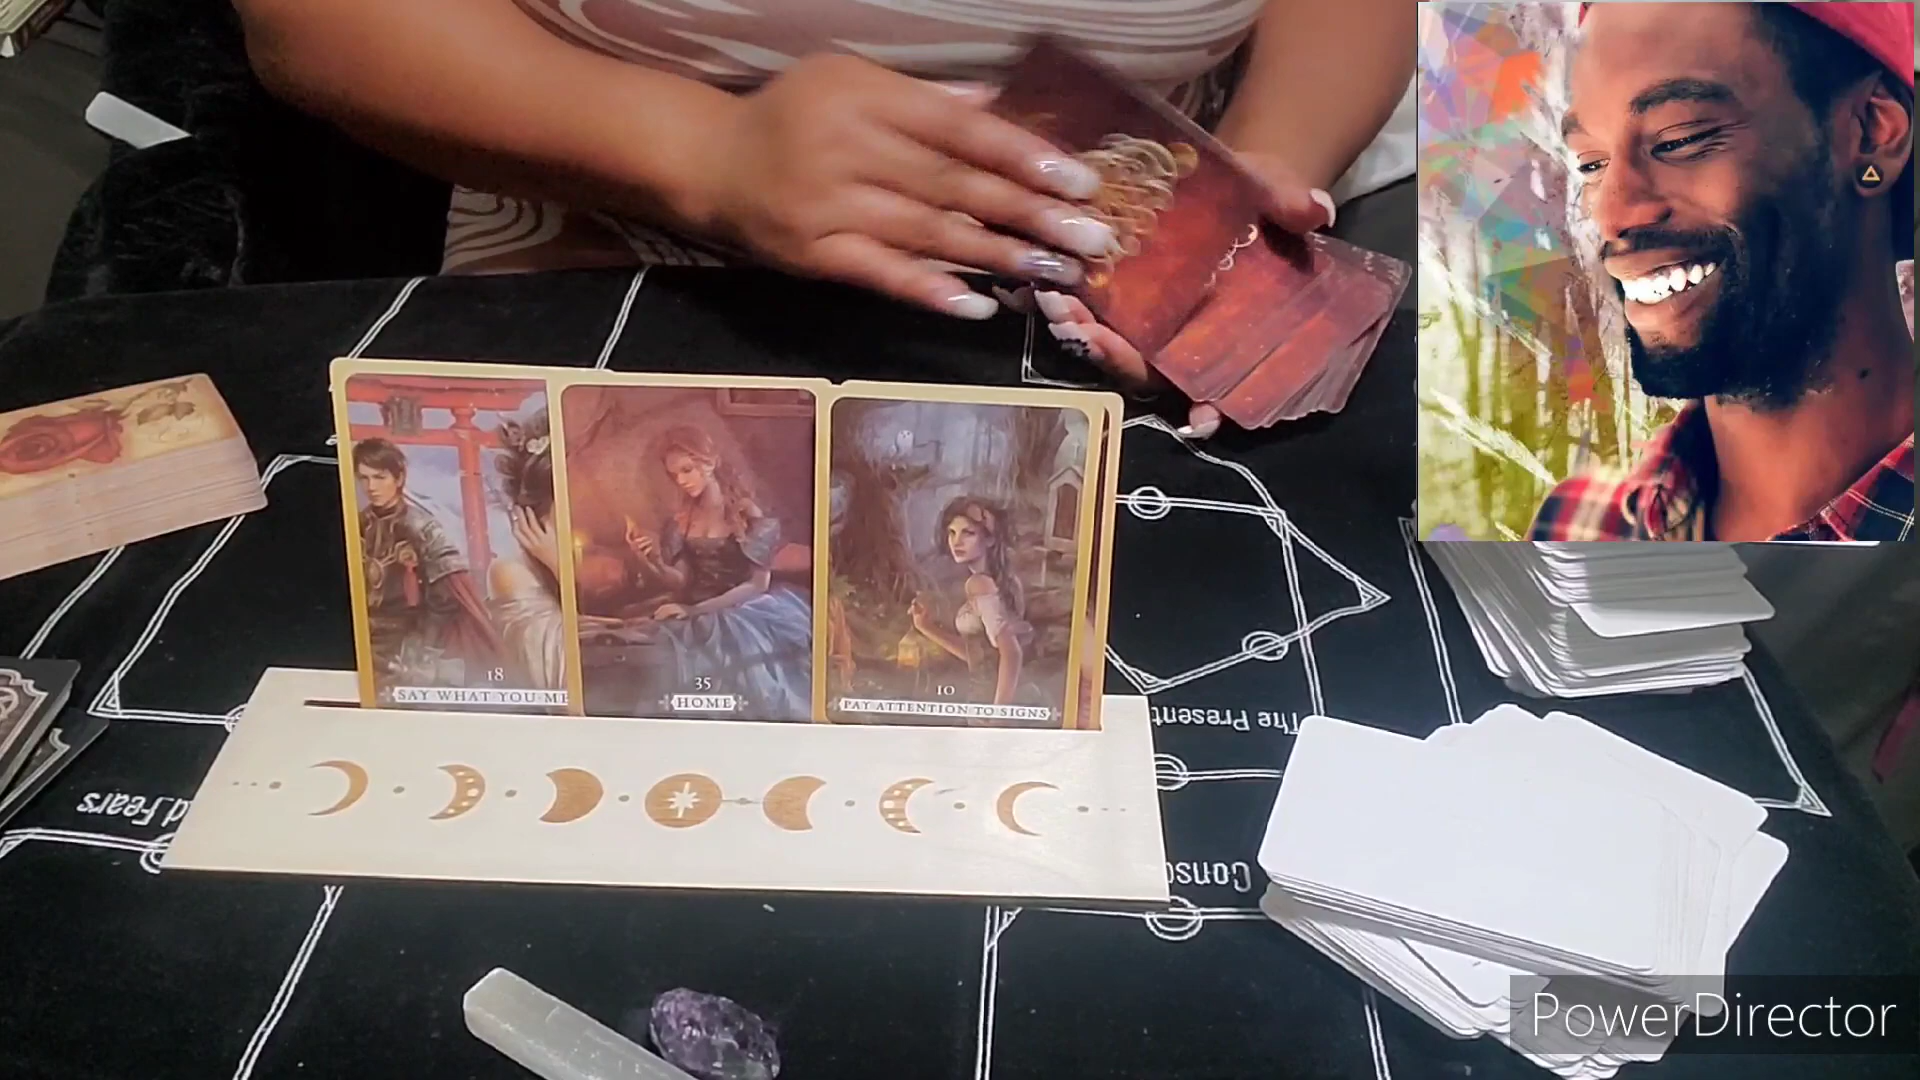 18
SAY WHAT YOU ME
35
HOME
10
PAY ATTENTION TO SIGNS
The Present
d Fears
Consc
PowerDirector